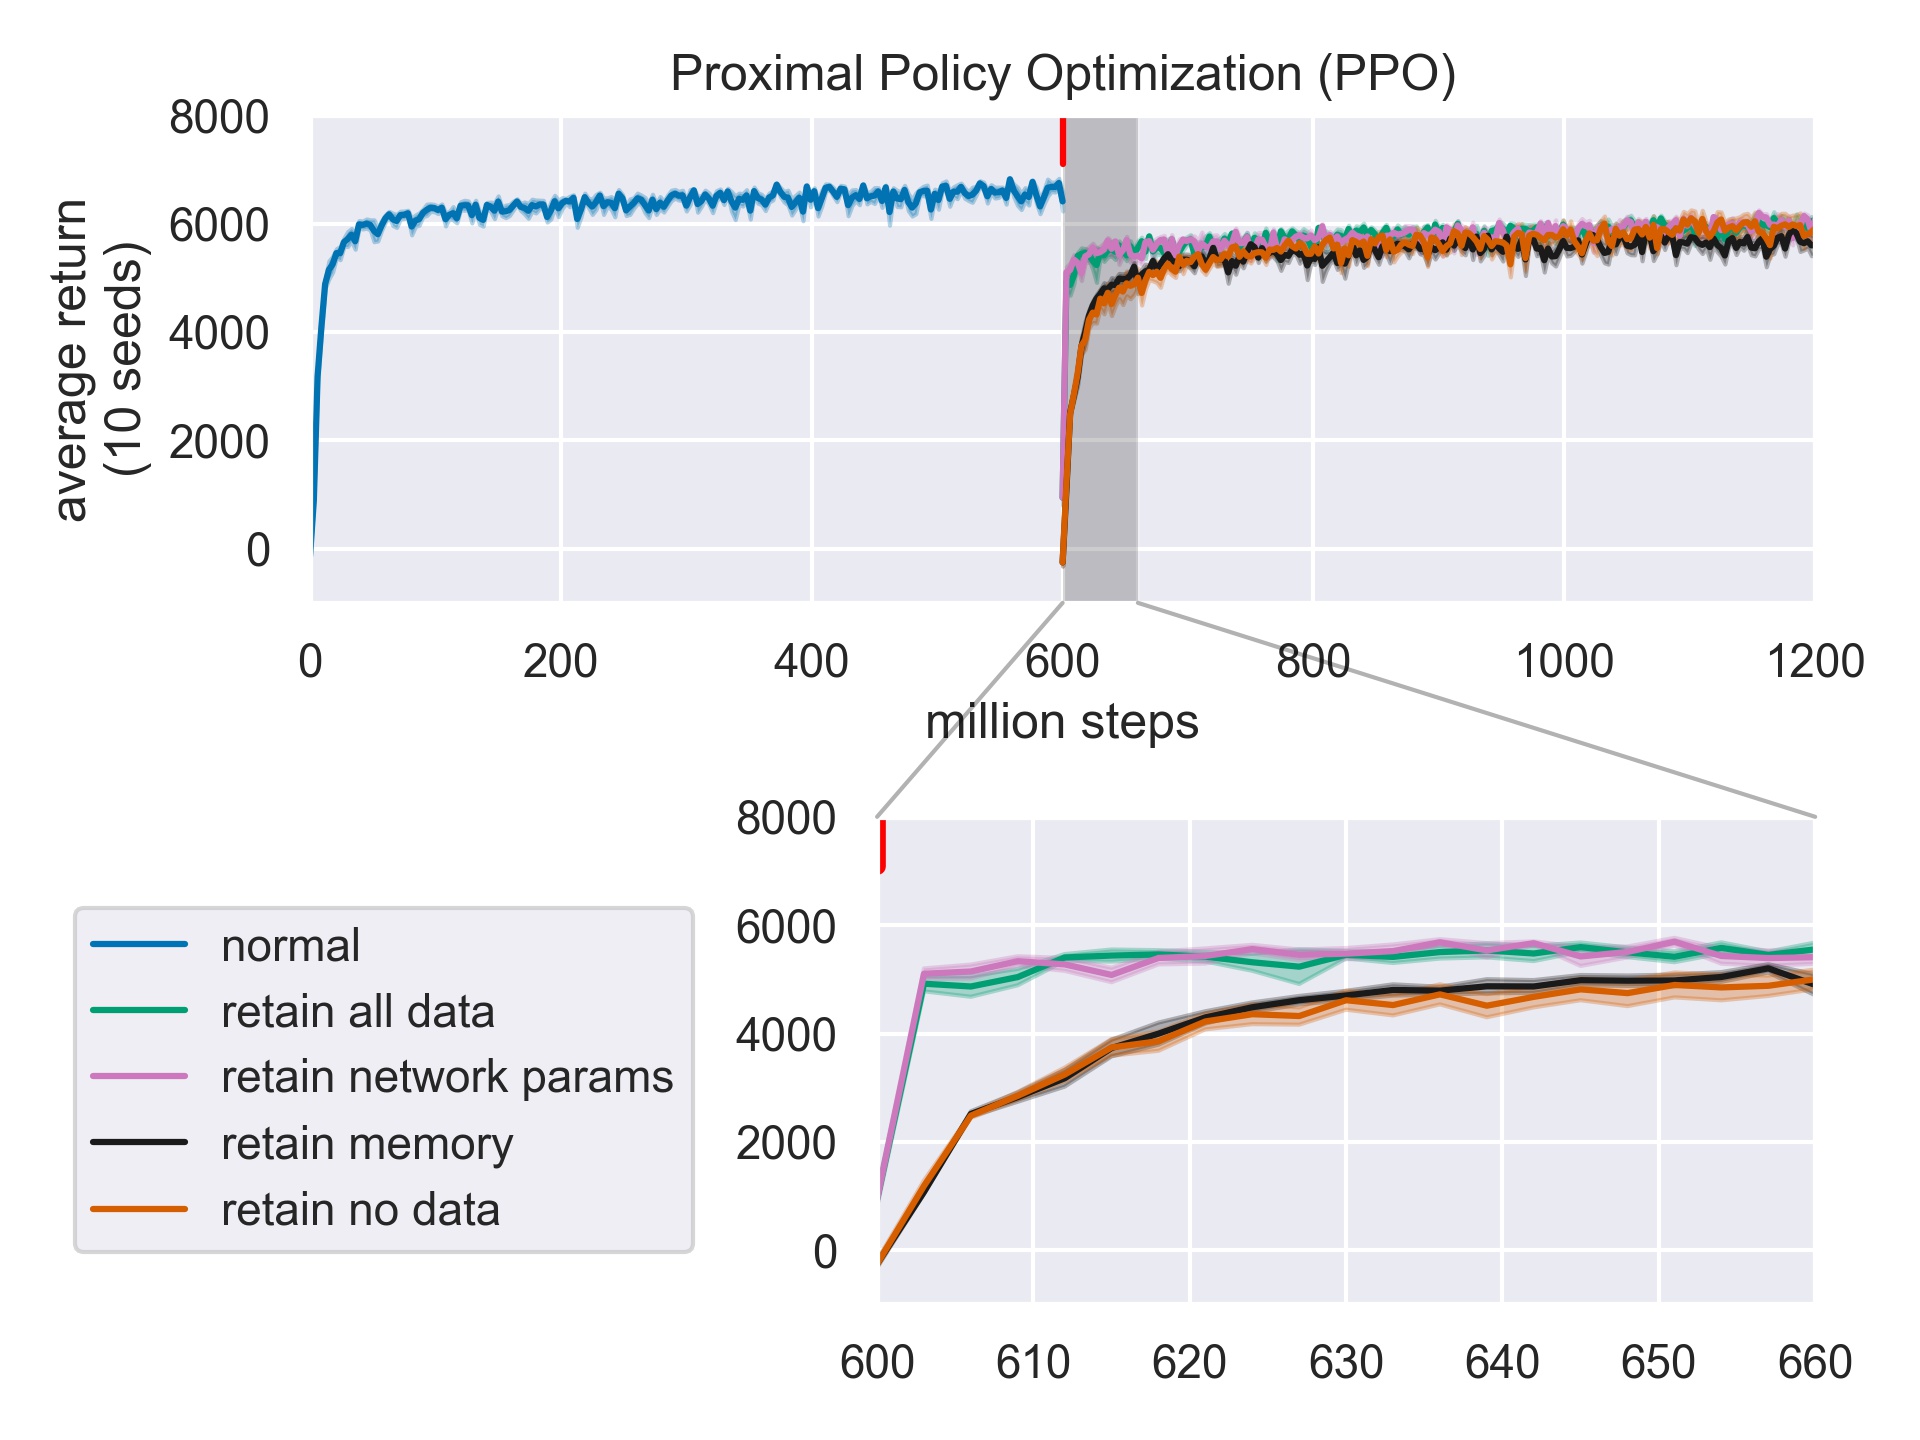 Proximal Policy Optimization (PPO)
average return
(10 seeds)
8000
6000
4000
2000
0
0 200 400 600 800 1000 1200
million steps
8000
6000
4000
2000
0
600 610 620 630 640 650 660
normal
retain all data
retain network params
retain memory
retain no data